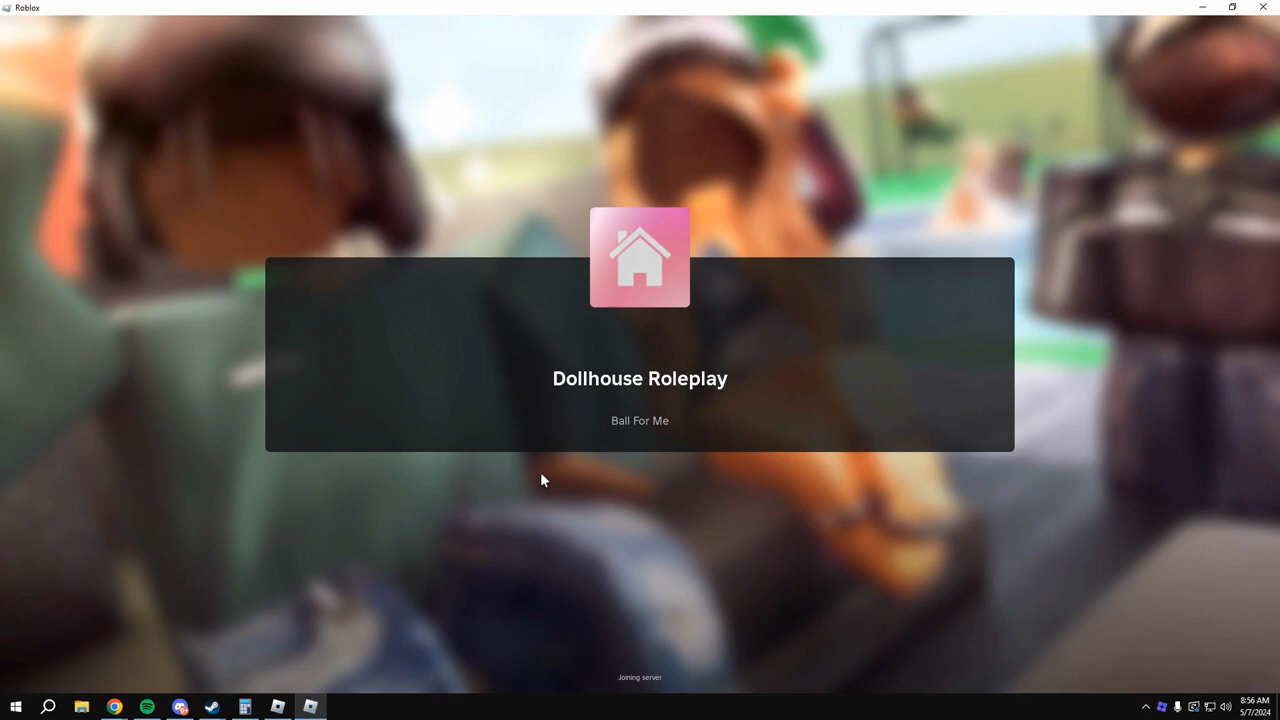 Roblox
Dollhouse Roleplay
Ball For Me
Joining server
8:56 AM
5/7/2024